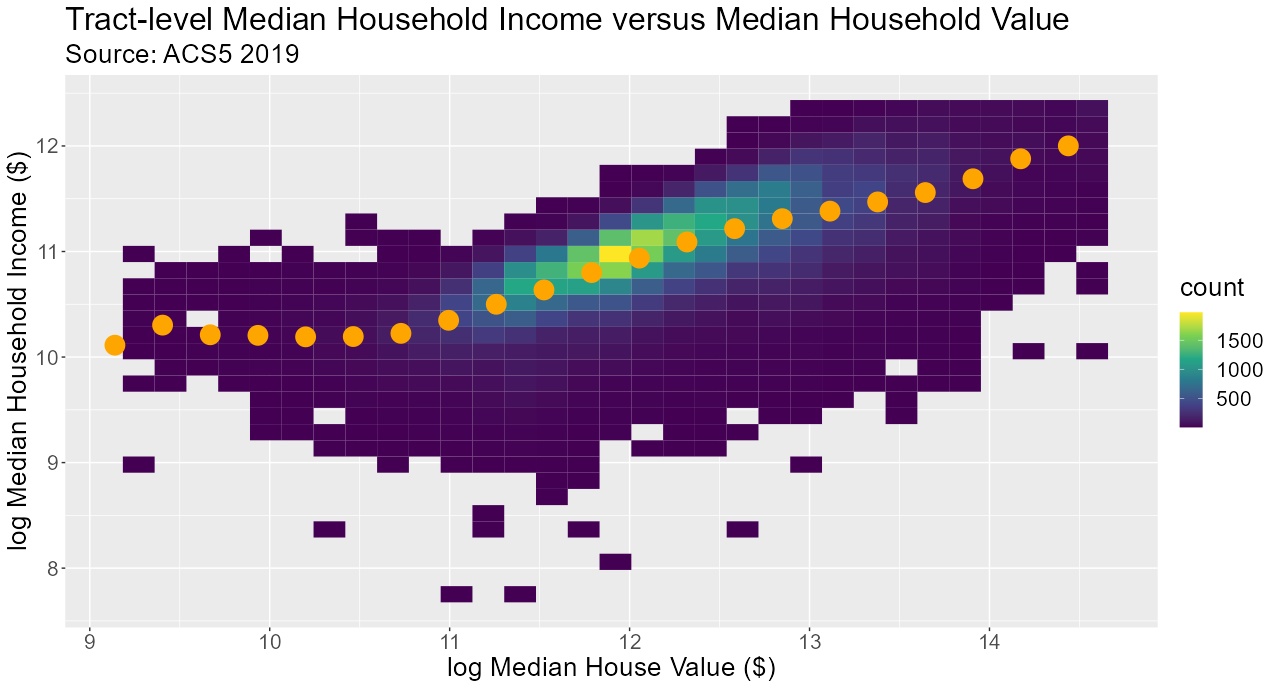 Tract-level Median Household Income versus Median Household Value
Source: ACS5 2019
log Median Household Income ($)
12
11
10
9
8
9 10 11 12 13 14
log Median House Value ($)
count
1500
1000
500